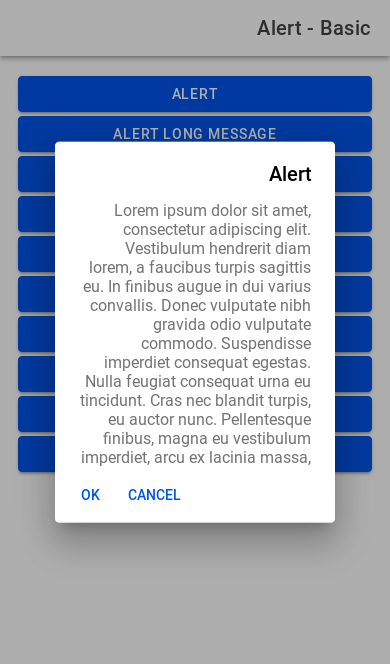 Alert - Basic
ALERT
ALERT LONG MESSAGE
Alert
Lorem ipsum dolor sit amet,
consectetur adipiscing elit.
Vestibulum hendrerit diam
lorem, a faucibus turpis sagittis
eu. In finibus augue in dui varius
convallis. Donec vulputate nibh
gravida odio vulputate
commodo. Suspendisse
imperdiet consequat egestas.
Nulla feugiat consequat urna eu
tincidunt. Cras nec blandit turpis,
eu auctor nunc. Pellentesque
finibus, magna eu vestibulum
imperdiet, arcu ex lacinia massa,
OK CANCEL